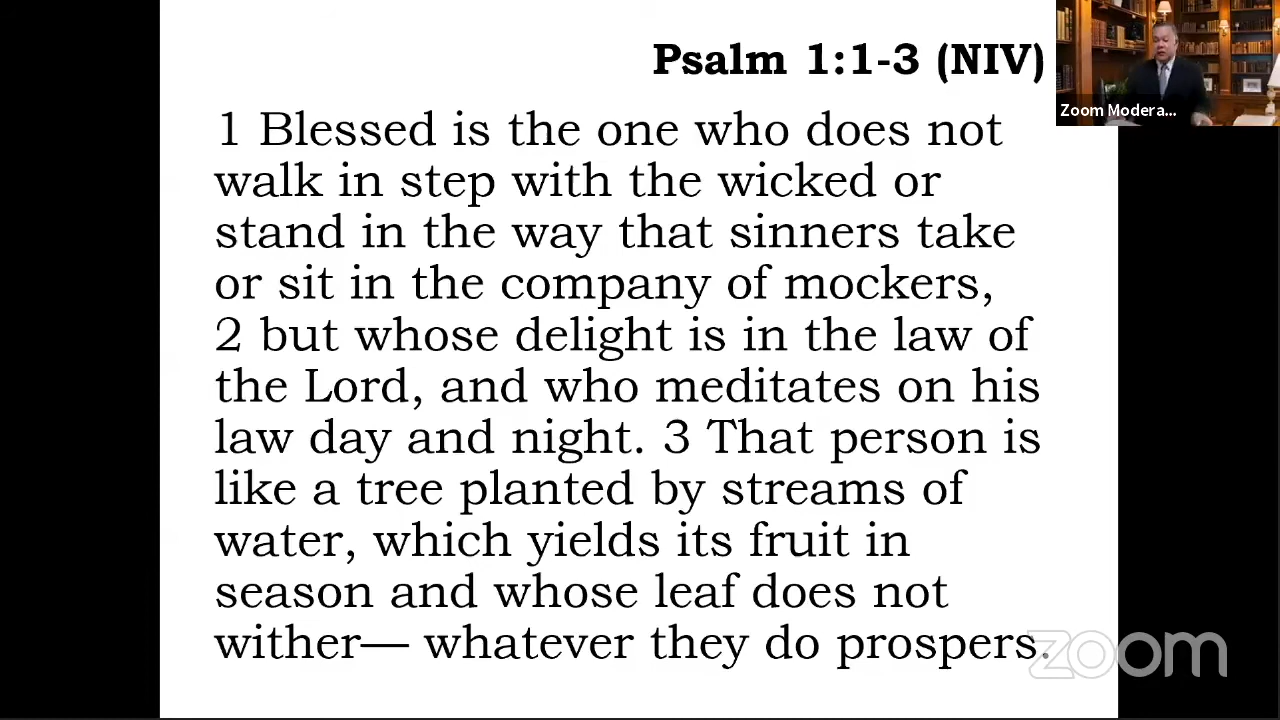 Psalm 1:1-3 (NIV)
Zoom Modera...
1 Blessed is the one who does not
walk in step with the wicked or
stand in the way that sinners take
or sit in the company of mockers,
2 but whose delight is in the law of
the Lord, and who meditates on his
law day and night. 3 That person is
like a tree planted by streams of
water, which yields its fruit in
season and whose leaf does not
wither— whatever they do prospers.
zoom